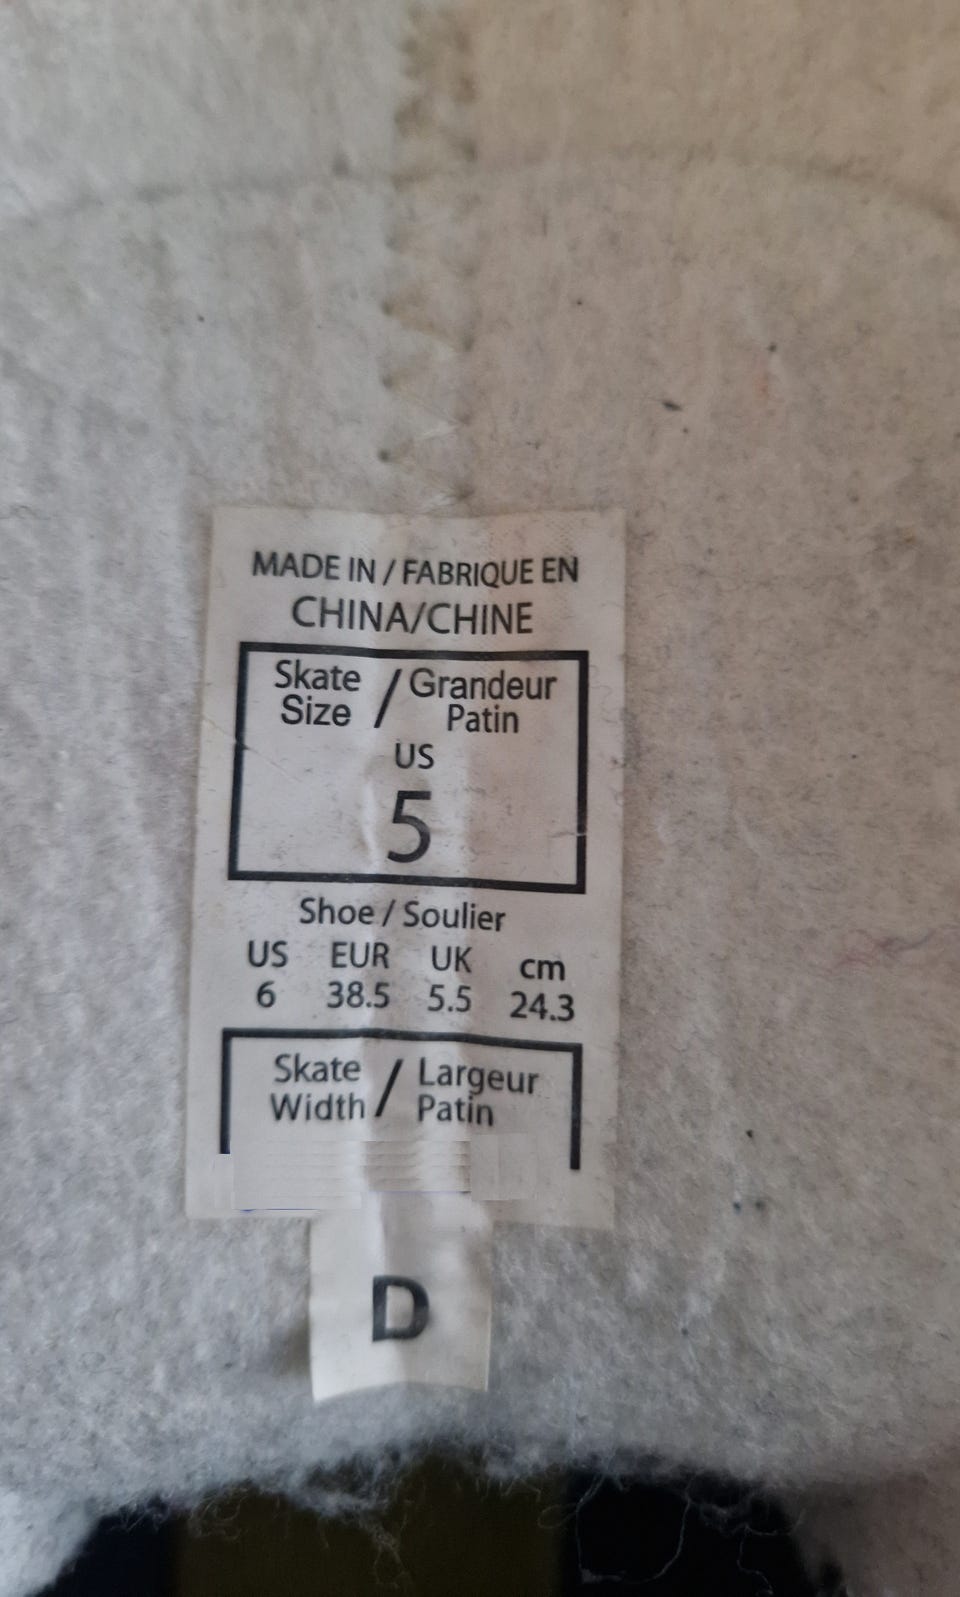 MADE IN / FABRIQUE EN
CHINA/CHINE
Skate Size / Grandeur Patin
US
5
Shoe / Soulier
US EUR UK cm
6 38.5 5.5 24.3
Skate Width / Largeur Patin
D